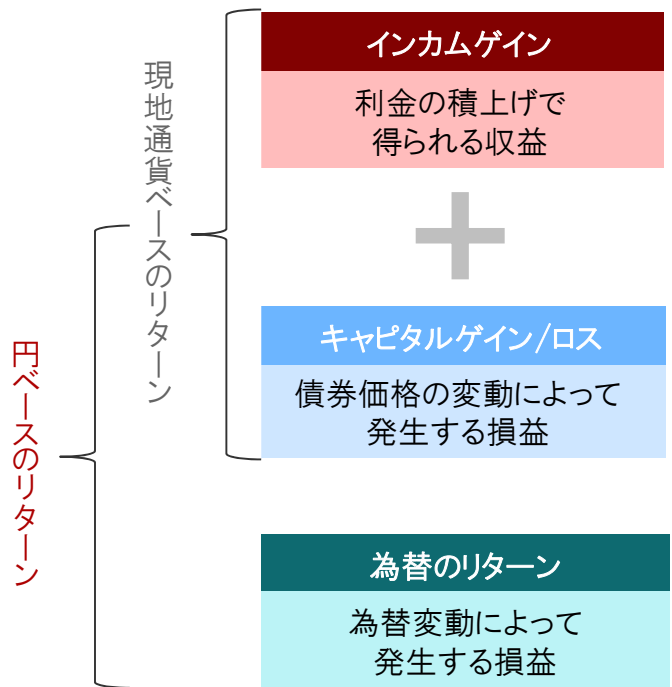 円ベースのリターン
現地通貨ベースのリターン
インカムゲイン
利金の積上げで
得られる収益
+
キャピタルゲイン/ロス
債券価格の変動によって
発生する損益
為替のリターン
為替変動によって
発生する損益